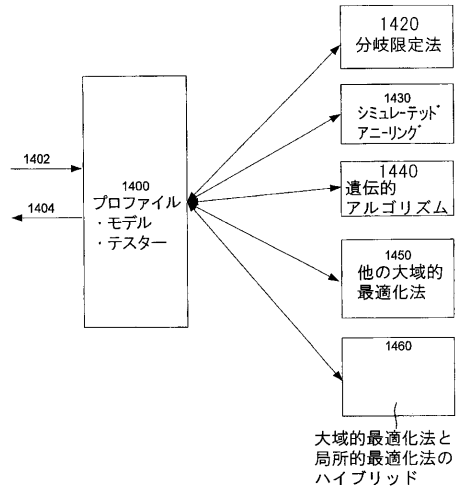 1402
1404
1400
プロファイル
・モデル
・テスター
1420
分岐限定法
1430
シミュレーテッド
アニーリング
1440
遺伝的
アルゴリズム
1450
他の大域的
最適化法
1460
大域的最適化法と
局所的最適化法の
ハイブリッド